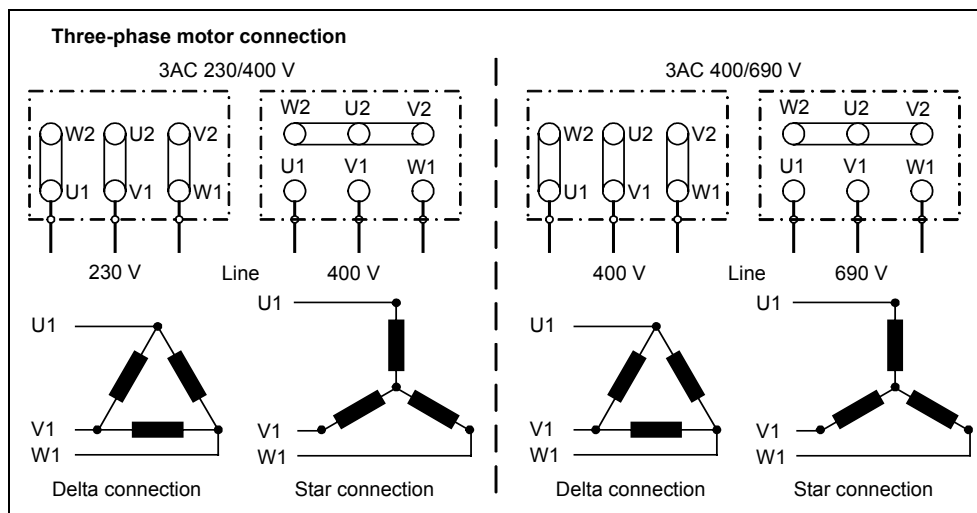 Three-phase motor connection
3AC 230/400 V
3AC 400/690 V
W2 U2 V2
U1 V1 W1
W2 U2 V2
U1 V1 W1
W2 U2 V2
U1 V1 W1
W2 U2 V2
U1 V1 W1
230 V Line 400 V
400 V Line 690 V
U1
V1
W1
Delta connection
U1
V1
W1
Star connection
U1
V1
W1
Delta connection
U1
V1
W1
Star connection